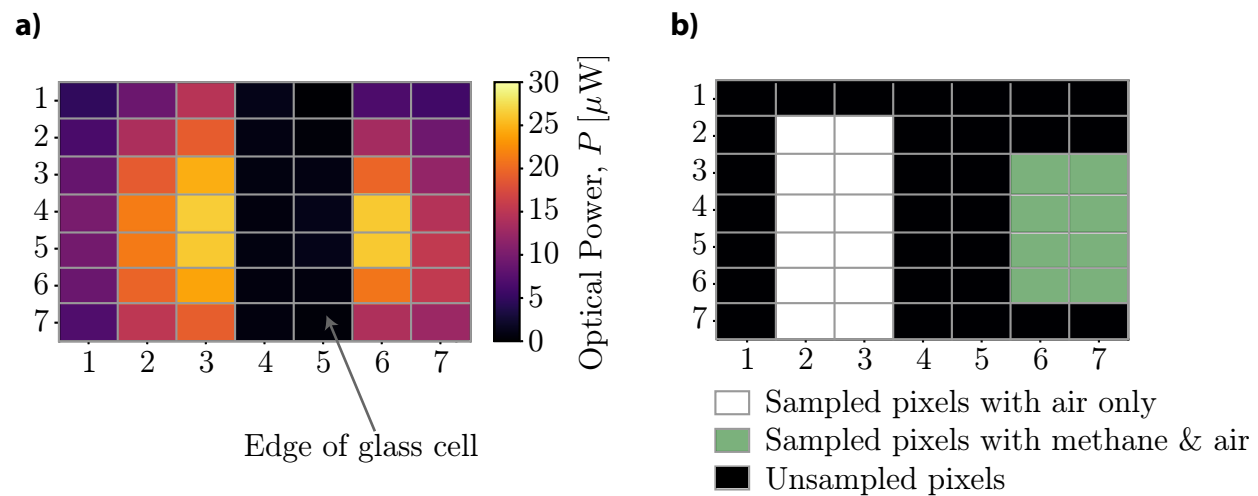 a)
1
2
3
4
5
6
7
1 2 3 4 5 6 7
30
25
20
15
10
5
0
Optical Power, P [μW]
Edge of glass cell
b)
1
2
3
4
5
6
7
1 2 3 4 5 6 7
Sampled pixels with air only
Sampled pixels with methane & air
Unsampled pixels